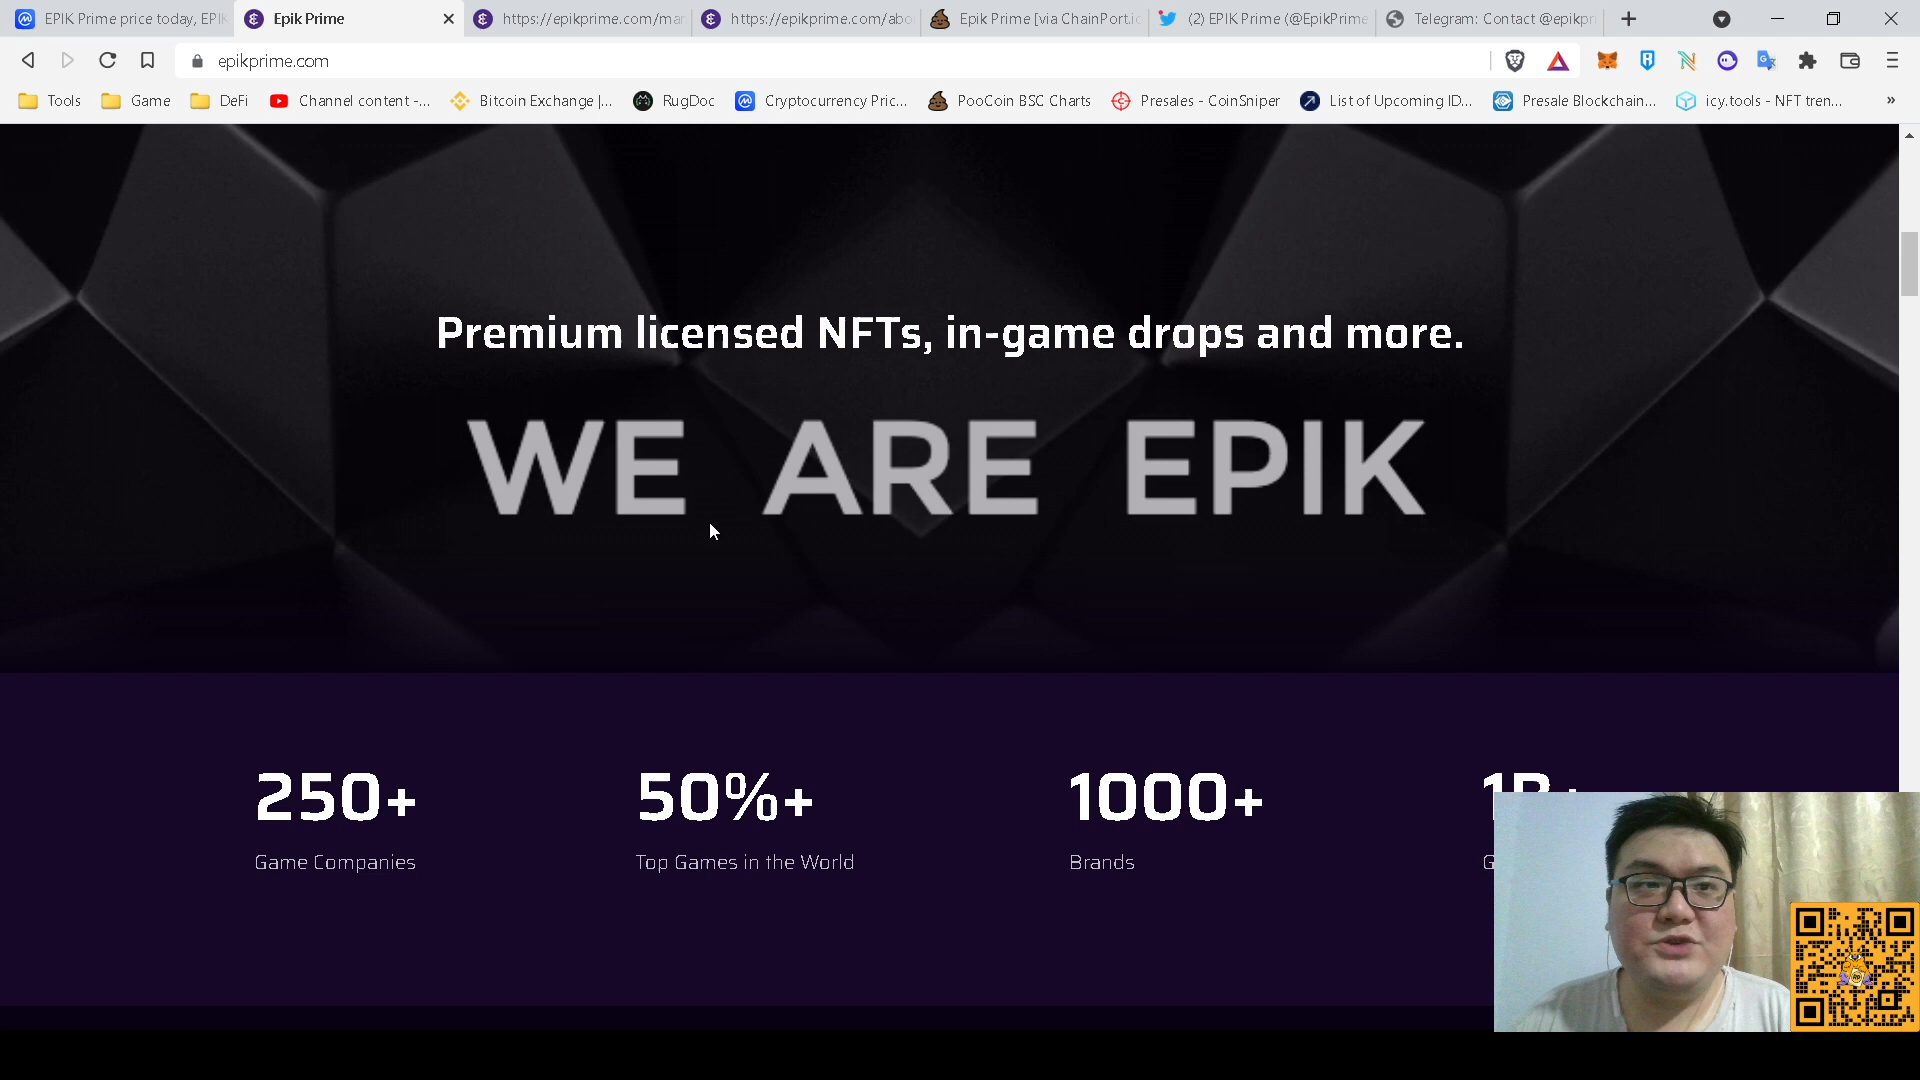 EPIK Prime price today, EPIK
Epik Prime
https://epikprime.com/mar
https://epikprime.com/abo
Epik Prime [via ChainPort.io
(2) EPIK Prime (@EpikPrime
Telegram: Contact @epikpri
epikprime.com
Tools
Game
DeFi
Channel content -...
Bitcoin Exchange |...
RugDoc
Cryptocurrency Pric...
PooCoin BSC Charts
Presales - CoinSniper
List of Upcoming ID...
Presale Blockchain...
icy.tools - NFT tren...
»
Premium licensed NFTs, in-game drops and more.
WE ARE EPIK
250+
50%+
1000+
1B+
Game Companies
Top Games in the World
Brands